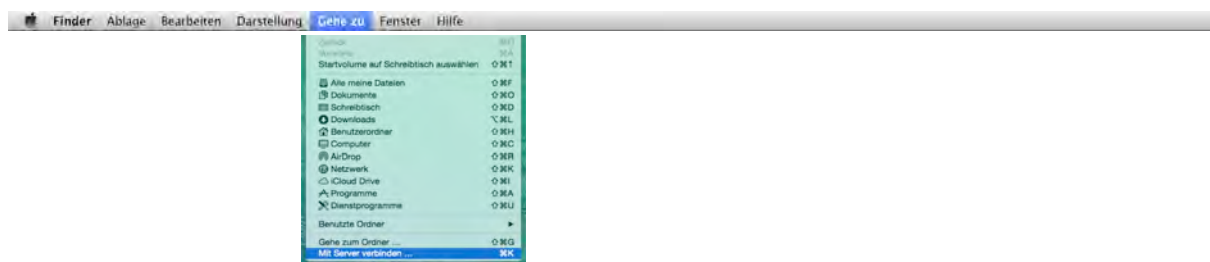 Finder Ablage Bearbeiten Darstellung Gehe zu Fenster Hilfe
Startvolume auf Schreibtisch auswählen ⇧⌘↑
Alle meine Dateien ⇧⌘F
Dokumente ⇧⌘O
Schreibtisch ⇧⌘D
Downloads ⌥⌘L
Benutzerordner ⇧⌘H
Computer ⇧⌘C
AirDrop ⇧⌘R
Netzwerk ⇧⌘K
iCloud Drive ⇧⌘I
Programme ⇧⌘A
Dienstprogramme ⇧⌘U
Benutzte Ordner ▶
Gehe zum Ordner ... ⇧⌘G
Mit Server verbinden ... ⌘K